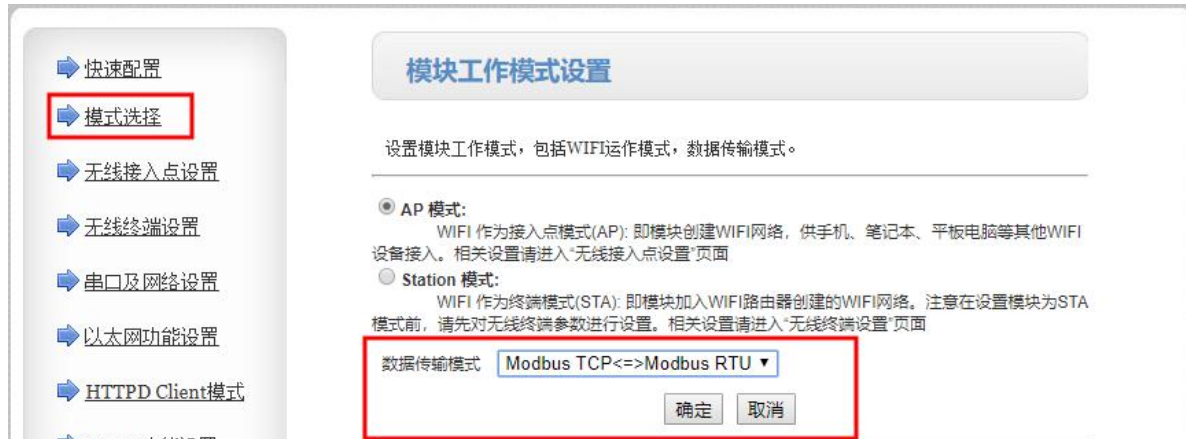 快速配置
模式选择
无线接入点设置
无线终端设置
串口及网络设置
以太网功能设置
HTTPD Client模式
模块工作模式设置
设置模块工作模式，包括WIFI运作模式，数据传输模式。
AP 模式:
WIFI 作为接入点模式(AP): 即模块创建WIFI网络，供手机、笔记本、平板电脑等其他WIFI
设备接入。相关设置请进入“无线接入点设置”页面
Station 模式:
WIFI 作为终端模式(STA): 即模块加入WIFI路由器创建的WIFI网络。注意在设置模块为STA
模式前，请先对无线终端参数进行设置。相关设置请进入“无线终端设置”页面
数据传输模式 Modbus TCP<=>Modbus RTU
确定 取消